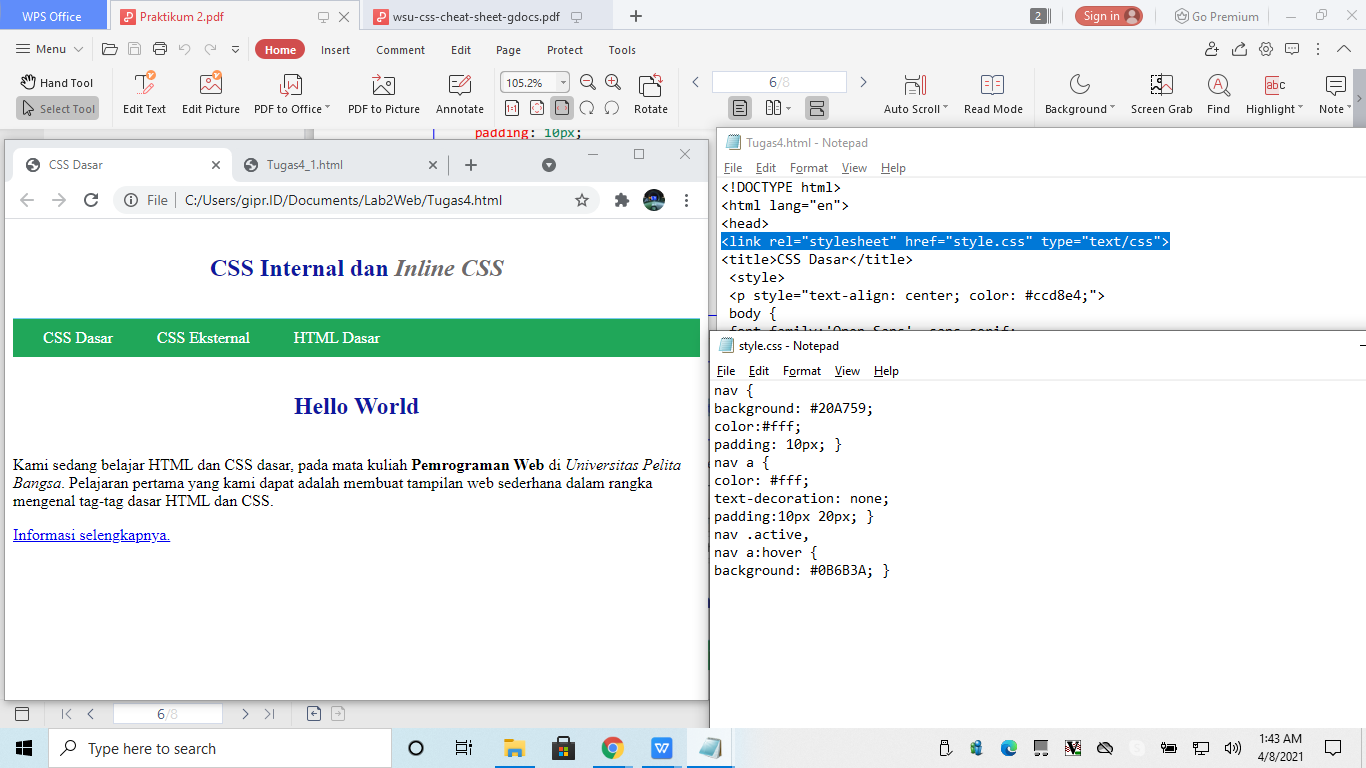 WPS Office
Praktikum 2.pdf
wsu-css-cheat-sheet-gdocs.pdf
2
Sign in
Go Premium
Menu
Home
Insert
Comment
Edit
Page
Protect
Tools
Hand Tool
Select Tool
Edit Text
Edit Picture
PDF to Office
PDF to Picture
Annotate
105.2%
1:1
Rotate
6/8
Auto Scroll
Read Mode
Background
Screen Grab
Find
Highlight
Note
padding: 10px;
CSS Dasar
Tugas4_1.html
File
C:/Users/gipr.ID/Documents/Lab2Web/Tugas4.html
CSS Internal dan Inline CSS
CSS Dasar CSS Eksternal HTML Dasar
Hello World
Kami sedang belajar HTML dan CSS dasar, pada mata kuliah Pemrograman Web di Universitas Pelita
Bangsa. Pelajaran pertama yang kami dapat adalah membuat tampilan web sederhana dalam rangka
mengenal tag-tag dasar HTML dan CSS.
Informasi selengkapnya.
Tugas4.html - Notepad
File Edit Format View Help
<!DOCTYPE html>
<html lang="en">
<head>
<link rel="stylesheet" href="style.css" type="text/css">
<title>CSS Dasar</title>
<style>
<p style="text-align: center; color: #ccd8e4;">
body {
font-family:'Open Sans', sans-serif;
style.css - Notepad
File Edit Format View Help
nav {
background: #20A759;
color:#fff;
padding: 10px; }
nav a {
color: #fff;
text-decoration: none;
padding:10px 20px; }
nav .active,
nav a:hover {
background: #0B6B3A; }
6/8
Type here to search
1:43 AM
4/8/2021